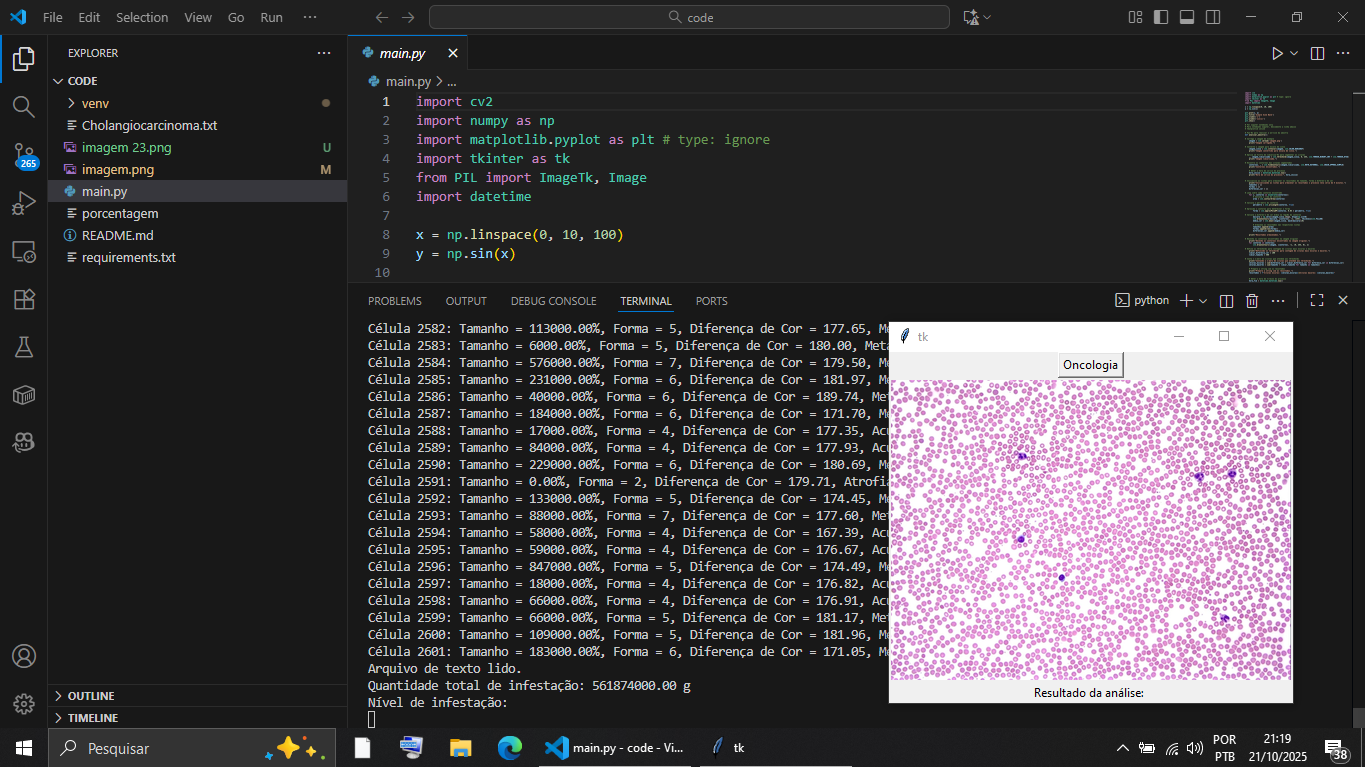 File Edit Selection View Go Run ···
code
EXPLORER ···
CODE
venv
Cholangiocarcinoma.txt
imagem 23.png U
imagem.png M
main.py
porcentagem
README.md
requirements.txt
265
OUTLINE
TIMELINE
main.py
main.py > ...
1 import cv2
2 import numpy as np
3 import matplotlib.pyplot as plt # type: ignore
4 import tkinter as tk
5 from PIL import ImageTk, Image
6 import datetime
7
8 x = np.linspace(0, 10, 100)
9 y = np.sin(x)
10
PROBLEMS OUTPUT DEBUG CONSOLE TERMINAL PORTS
python
Célula 2582: Tamanho = 113000.00%, Forma = 5, Diferença de Cor = 177.65, Me
Célula 2583: Tamanho = 6000.00%, Forma = 5, Diferença de Cor = 180.00, Meta
Célula 2584: Tamanho = 576000.00%, Forma = 7, Diferença de Cor = 179.50, Me
Célula 2585: Tamanho = 231000.00%, Forma = 6, Diferença de Cor = 181.97, Me
Célula 2586: Tamanho = 40000.00%, Forma = 6, Diferença de Cor = 189.74, Met
Célula 2587: Tamanho = 184000.00%, Forma = 6, Diferença de Cor = 171.70, Me
Célula 2588: Tamanho = 17000.00%, Forma = 4, Diferença de Cor = 177.35, Acu
Célula 2589: Tamanho = 84000.00%, Forma = 4, Diferença de Cor = 177.93, Acu
Célula 2590: Tamanho = 229000.00%, Forma = 6, Diferença de Cor = 180.69, Me
Célula 2591: Tamanho = 0.00%, Forma = 2, Diferença de Cor = 179.71, Atrofia
Célula 2592: Tamanho = 133000.00%, Forma = 5, Diferença de Cor = 174.45, Me
Célula 2593: Tamanho = 88000.00%, Forma = 7, Diferença de Cor = 177.60, Met
Célula 2594: Tamanho = 58000.00%, Forma = 4, Diferença de Cor = 167.39, Acu
Célula 2595: Tamanho = 59000.00%, Forma = 4, Diferença de Cor = 176.67, Acu
Célula 2596: Tamanho = 847000.00%, Forma = 5, Diferença de Cor = 174.49, Me
Célula 2597: Tamanho = 18000.00%, Forma = 4, Diferença de Cor = 176.82, Acu
Célula 2598: Tamanho = 66000.00%, Forma = 4, Diferença de Cor = 176.91, Acu
Célula 2599: Tamanho = 66000.00%, Forma = 5, Diferença de Cor = 181.17, Met
Célula 2600: Tamanho = 109000.00%, Forma = 5, Diferença de Cor = 181.96, Me
Célula 2601: Tamanho = 183000.00%, Forma = 6, Diferença de Cor = 171.05, Me
Arquivo de texto lido.
Quantidade total de infestação: 561874000.00 g
Nível de infestação:
tk
Oncologia
Resultado da análise:
Pesquisar
main.py - code - Vi...
tk
POR
PTB
21:19
21/10/2025
38